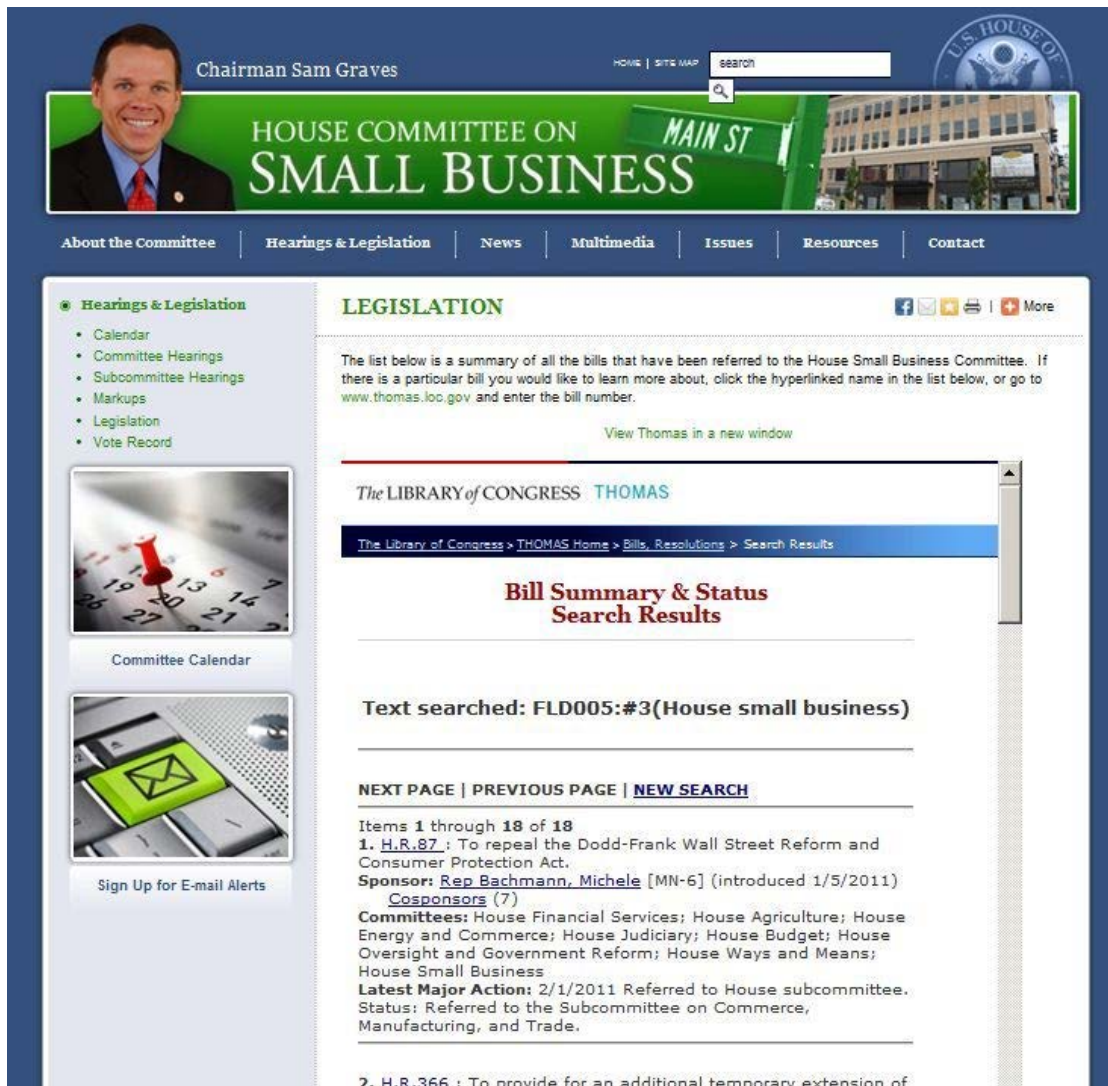 Chairman Sam Graves
HOME | SITE MAP
search
U.S. HOUSE OF
HOUSE COMMITTEE ON
SMALL BUSINESS
MAIN ST
About the Committee
Hearings & Legislation
News
Multimedia
Issues
Resources
Contact
Hearings & Legislation
• Calendar
• Committee Hearings
• Subcommittee Hearings
• Markups
• Legislation
• Vote Record
19 13 7
26 20 14
27 21
Committee Calendar
Sign Up for E-mail Alerts
LEGISLATION
| More
The list below is a summary of all the bills that have been referred to the House Small Business Committee. If
there is a particular bill you would like to learn more about, click the hyperlinked name in the list below, or go to
www.thomas.loc.gov and enter the bill number.
View Thomas in a new window
The LIBRARY of CONGRESS THOMAS
The Library of Congress > THOMAS Home > Bills, Resolutions > Search Results
Bill Summary & Status
Search Results
Text searched: FLD005:#3(House small business)
NEXT PAGE | PREVIOUS PAGE | NEW SEARCH
Items 1 through 18 of 18
1. H.R.87 : To repeal the Dodd-Frank Wall Street Reform and
Consumer Protection Act.
Sponsor: Rep Bachmann, Michele [MN-6] (introduced 1/5/2011)
Cosponsors (7)
Committees: House Financial Services; House Agriculture; House
Energy and Commerce; House Judiciary; House Budget; House
Oversight and Government Reform; House Ways and Means;
House Small Business
Latest Major Action: 2/1/2011 Referred to House subcommittee.
Status: Referred to the Subcommittee on Commerce,
Manufacturing, and Trade.
2. H.R.366 : To provide for an additional temporary extension of